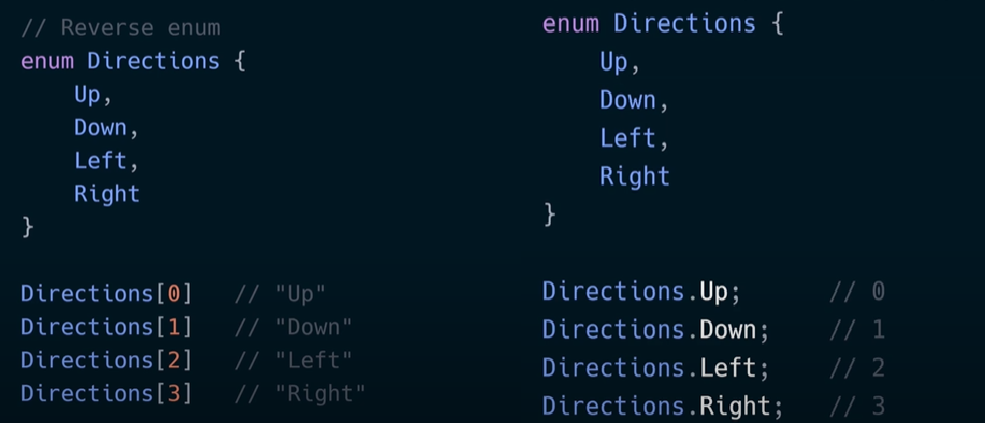 // Reverse enum
enum Directions {
    Up,
    Down,
    Left,
    Right
}
Directions[0]   // "Up"
Directions[1]   // "Down"
Directions[2]   // "Left"
Directions[3]   // "Right"
enum Directions {
    Up,
    Down,
    Left,
    Right
}
Directions.Up;       // 0
Directions.Down;     // 1
Directions.Left;     // 2
Directions.Right;    // 3